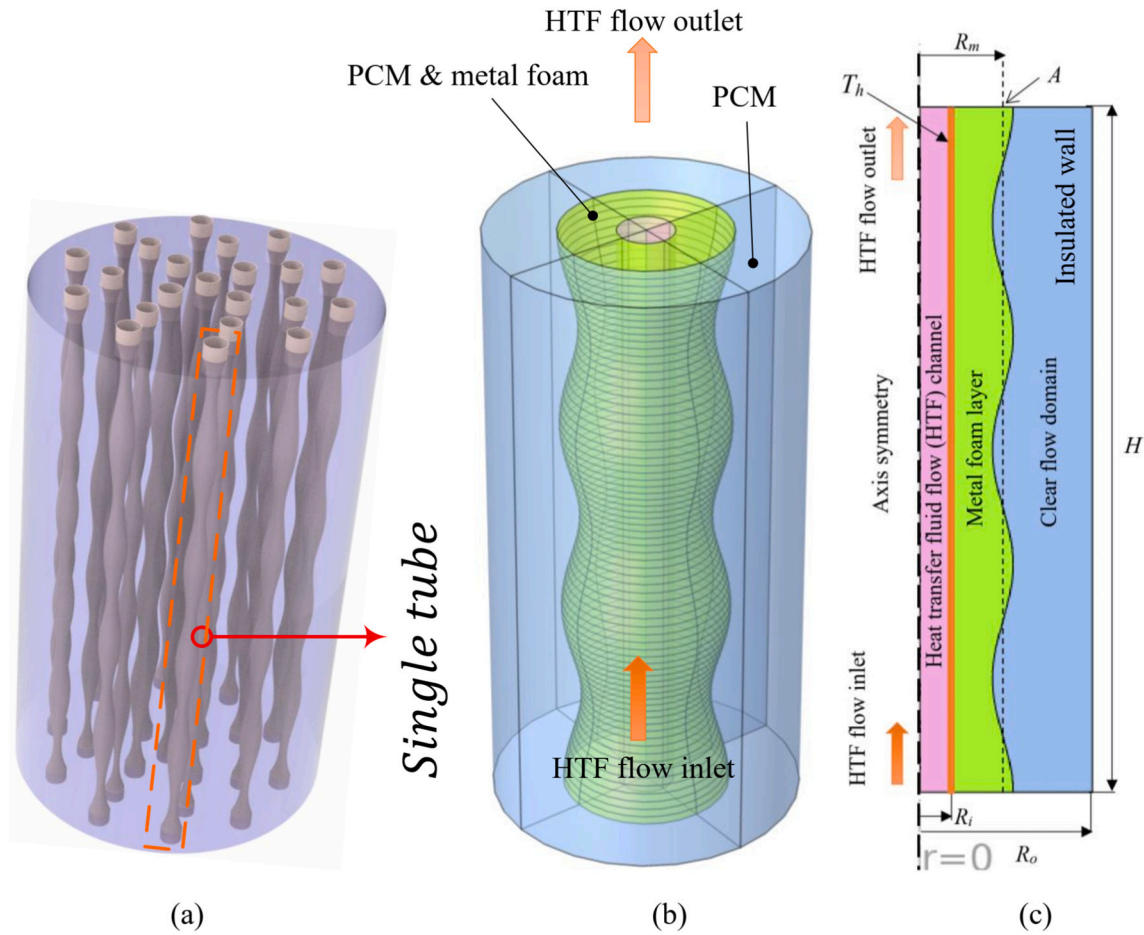 HTF flow outlet
PCM & metal foam
PCM
Single tube
HTF flow inlet
R_m
A
T_h
HTF flow outlet
Insulated wall
Axis symmetry
Heat transfer fluid flow (HTF) channel
Metal foam layer
Clear flow domain
H
HTF flow inlet
R_i
R_o
r=0
(a)
(b)
(c)